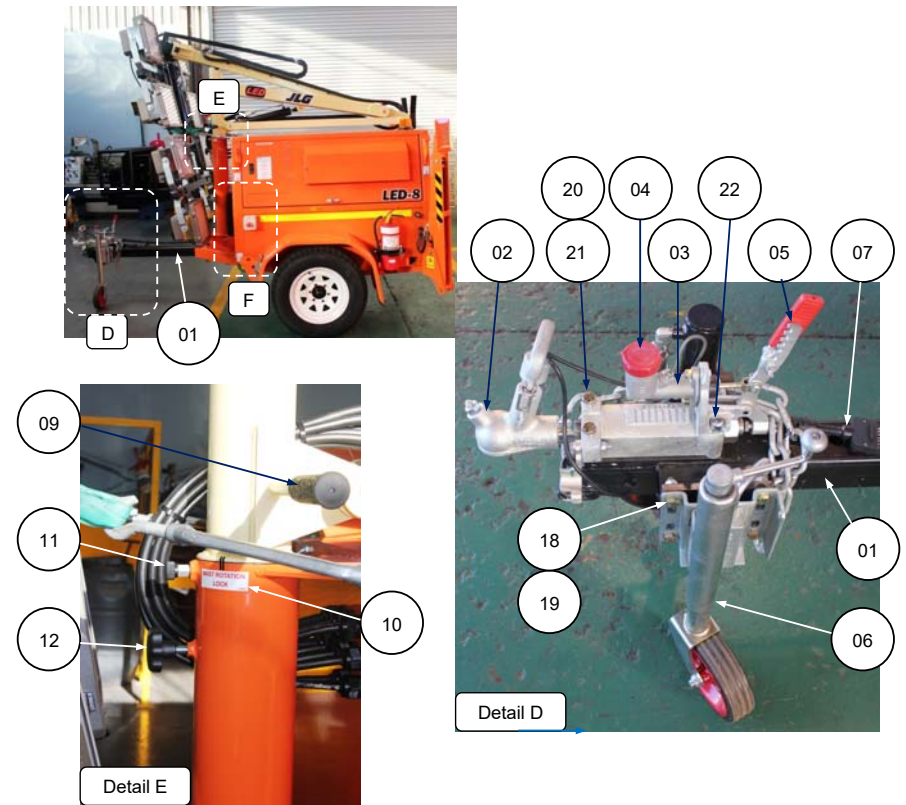 E
LED
JLG
LED-8
D
F
01
20
04
22
02
21
03
05
07
09
11
MAST ROTATION
LOCK
10
12
18
19
01
06
Detail D
Detail E